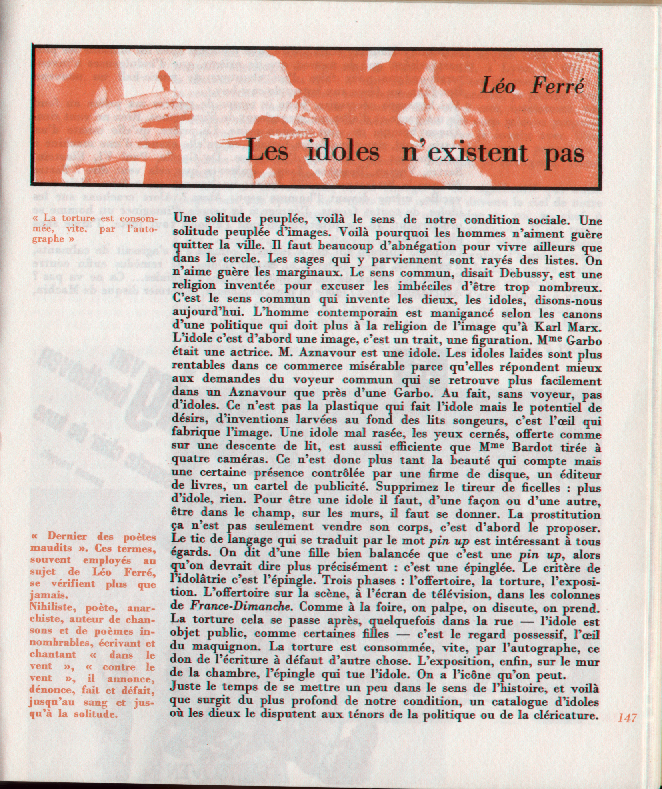 Léo Ferré
Les idoles n'existent pas
« La torture est consom-
mée, vite, par l'auto-
graphe »
Une solitude peuplée, voilà le sens de notre condition sociale. Une
solitude peuplée d'images. Voilà pourquoi les hommes n'aiment guère
quitter la ville. Il faut beaucoup d'abnégation pour vivre ailleurs que
dans le cercle. Les sages qui y parviennent sont rayés des listes. On
n'aime guère les marginaux. Le sens commun, disait Debussy, est une
religion inventée pour excuser les imbéciles d'être trop nombreux.
C'est le sens commun qui invente les dieux, les idoles, disons-nous
aujourd'hui. L'homme contemporain est manigancé selon les canons
d'une politique qui doit plus à la religion de l'image qu'à Karl Marx.
L'idole c'est d'abord une image, c'est un trait, une figuration. Mme Garbo
était une actrice. M. Aznavour est une idole. Les idoles laides sont plus
rentables dans ce commerce misérable parce qu'elles répondent mieux
aux demandes du voyeur commun qui se retrouve plus facilement
dans un Aznavour que près d'une Garbo. Au fait, sans voyeur, pas
d'idoles. Ce n'est pas la plastique qui fait l'idole mais le potentiel de
désirs, d'inventions larvées au fond des lits songeurs, c'est l'œil qui
fabrique l'image. Une idole mal rasée, les yeux cernés, offerte comme
sur une descente de lit, est aussi efficiente que Mme Bardot tirée à
quatre caméras. Ce n'est donc plus tant la beauté qui compte mais
une certaine présence contrôlée par une firme de disque, un éditeur
de livres, un cartel de publicité. Supprimez le tireur de ficelles : plus
d'idole, rien. Pour être une idole il faut, d'une façon ou d'une autre,
être dans le champ, sur les murs, il faut se donner. La prostitution
ça n'est pas seulement vendre son corps, c'est d'abord le proposer.
Le tic de langage qui se traduit par le mot pin up est intéressant à tous
égards. On dit d'une fille bien balancée que c'est une pin up, alors
qu'on devrait dire plus précisément : c'est une épinglée. Le critère de
l'idolâtrie c'est l'épingle. Trois phases : l'offertoire, la torture, l'exposi-
tion. L'offertoire sur la scène, à l'écran de télévision, dans les colonnes
de France-Dimanche. Comme à la foire, on palpe, on discute, on prend.
La torture cela se passe après, quelquefois dans la rue — l'idole est
objet public, comme certaines filles — c'est le regard possessif, l'œil
du maquignon. La torture est consommée, vite, par l'autographe, ce
don de l'écriture à défaut d'autre chose. L'exposition, enfin, sur le mur
de la chambre, l'épingle qui tue l'idole. On a l'icône qu'on peut.
Juste le temps de se mettre un peu dans le sens de l'histoire, et voilà
que surgit du plus profond de notre condition, un catalogue d'idoles
où les dieux le disputent aux ténors de la politique ou de la cléricature.
« Dernier des poètes
maudits ». Ces termes,
souvent employés au
sujet de Léo Ferré,
se vérifient plus que
jamais.
Nihiliste, poète, anar-
chiste, auteur de chan-
sons et de poèmes in-
nombrables, écrivant et
chantant « dans le
vent », « contre le
vent », il annonce,
dénonce, fait et défait,
jusqu'au sang et jus-
qu'à la solitude.
147